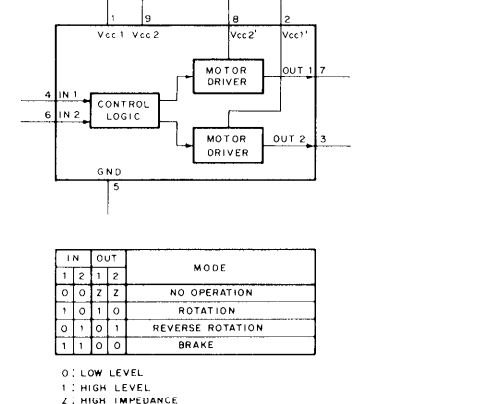 1 9 8 2
Vcc 1 Vcc 2 Vcc2' Vcc1'
MOTOR DRIVER
OUT 1 7
4 IN 1
CONTROL LOGIC
6 IN 2
MOTOR DRIVER
OUT 2 3
GND
5
IN OUT MODE
1 2 1 2
0 0 Z Z NO OPERATION
1 0 1 0 ROTATION
0 1 0 1 REVERSE ROTATION
1 1 0 0 BRAKE
0 : LOW LEVEL
1 : HIGH LEVEL
Z : HIGH IMPEDANCE